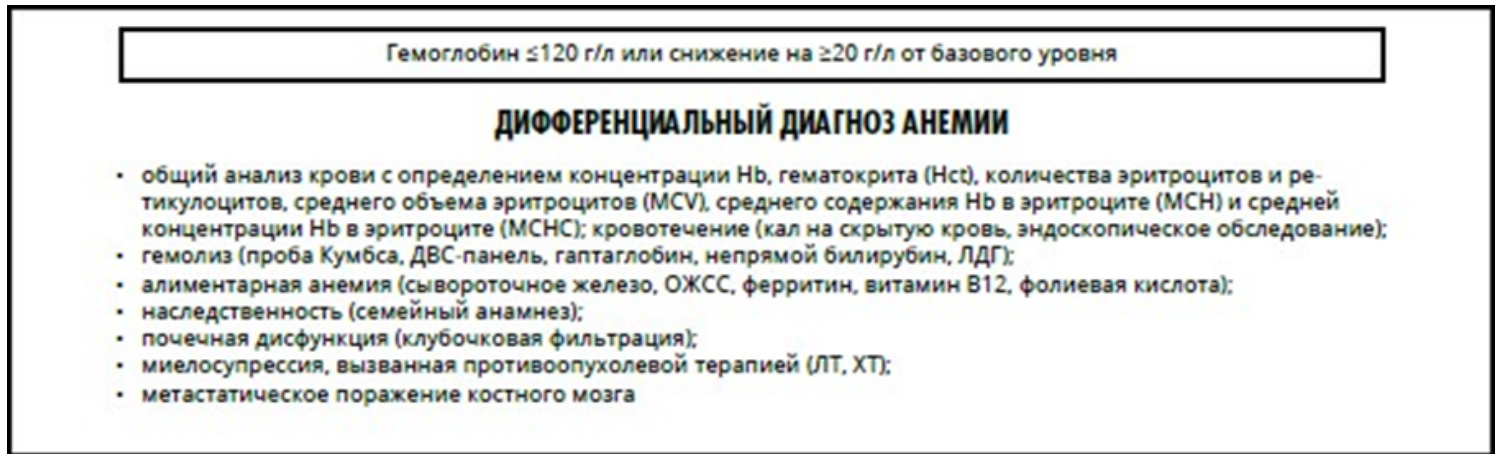 Гемоглобин ≤120 г/л или снижение на ≥20 г/л от базового уровня
ДИФФЕРЕНЦИАЛЬНЫЙ ДИАГНОЗ АНЕМИИ
• общий анализ крови с определением концентрации Hb, гематокрита (Hct), количества эритроцитов и ре-
тикулоцитов, среднего объема эритроцитов (MCV), среднего содержания Hb в эритроците (MCH) и средней
концентрации Hb в эритроците (MCHC); кровотечение (кал на скрытую кровь, эндоскопическое обследование);
• гемолиз (проба Кумбса, ДВС-панель, гаптаглобин, непрямой билирубин, ЛДГ);
• алиментарная анемия (сывороточное железо, ОЖСС, ферритин, витамин B12, фолиевая кислота);
• наследственность (семейный анамнез);
• почечная дисфункция (клубочковая фильтрация);
• миелосупрессия, вызванная противоопухолевой терапией (ЛТ, ХТ);
• метастатическое поражение костного мозга